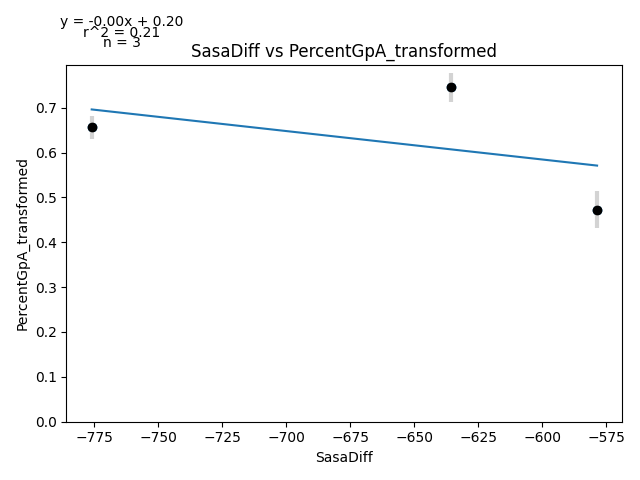 y = -0.00x + 0.20
r^2 = 0.21
n = 3
SasaDiff vs PercentGpA_transformed
PercentGpA_transformed
0.7
0.6
0.5
0.4
0.3
0.2
0.1
0.0
−775 −750 −725 −700 −675 −650 −625 −600 −575
SasaDiff